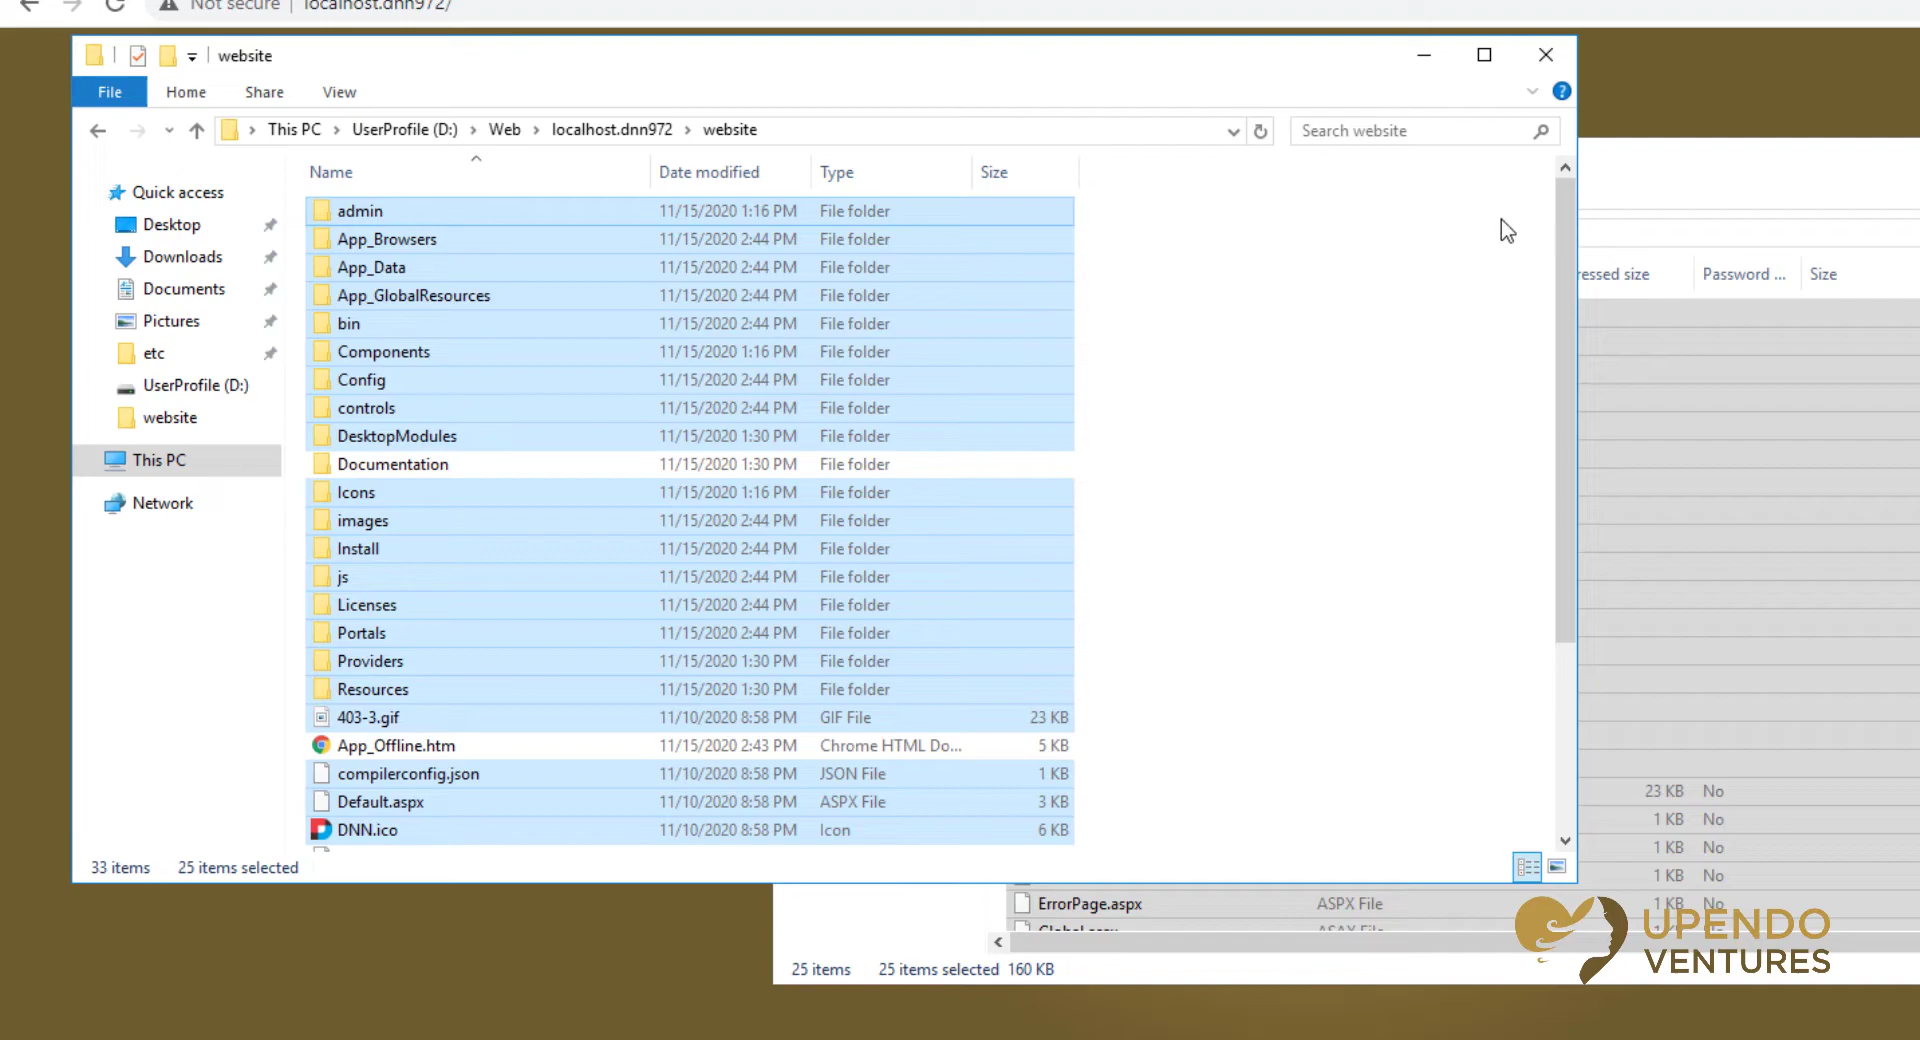 Not secure | localhost.dnn972/
website
File Home Share View
This PC > UserProfile (D:) > Web > localhost.dnn972 > website
Search website
Name Date modified Type Size
Quick access
Desktop
Downloads
Documents
Pictures
etc
UserProfile (D:)
website
This PC
Network
admin 11/15/2020 1:16 PM File folder
App_Browsers 11/15/2020 2:44 PM File folder
App_Data 11/15/2020 2:44 PM File folder
App_GlobalResources 11/15/2020 2:44 PM File folder
bin 11/15/2020 2:44 PM File folder
Components 11/15/2020 1:16 PM File folder
Config 11/15/2020 2:44 PM File folder
controls 11/15/2020 2:44 PM File folder
DesktopModules 11/15/2020 1:30 PM File folder
Documentation 11/15/2020 1:30 PM File folder
Icons 11/15/2020 1:16 PM File folder
images 11/15/2020 2:44 PM File folder
Install 11/15/2020 2:44 PM File folder
js 11/15/2020 2:44 PM File folder
Licenses 11/15/2020 2:44 PM File folder
Portals 11/15/2020 2:44 PM File folder
Providers 11/15/2020 1:30 PM File folder
Resources 11/15/2020 1:30 PM File folder
403-3.gif 11/10/2020 8:58 PM GIF File 23 KB
App_Offline.htm 11/15/2020 2:43 PM Chrome HTML Do... 5 KB
compilerconfig.json 11/10/2020 8:58 PM JSON File 1 KB
Default.aspx 11/10/2020 8:58 PM ASPX File 3 KB
DNN.ico 11/10/2020 8:58 PM Icon 6 KB
33 items 25 items selected
ressed size Password ... Size
23 KB No
1 KB No
1 KB No
1 KB No
ErrorPage.aspx ASPX File 1 KB No
25 items 25 items selected 160 KB
UPENDO
VENTURES